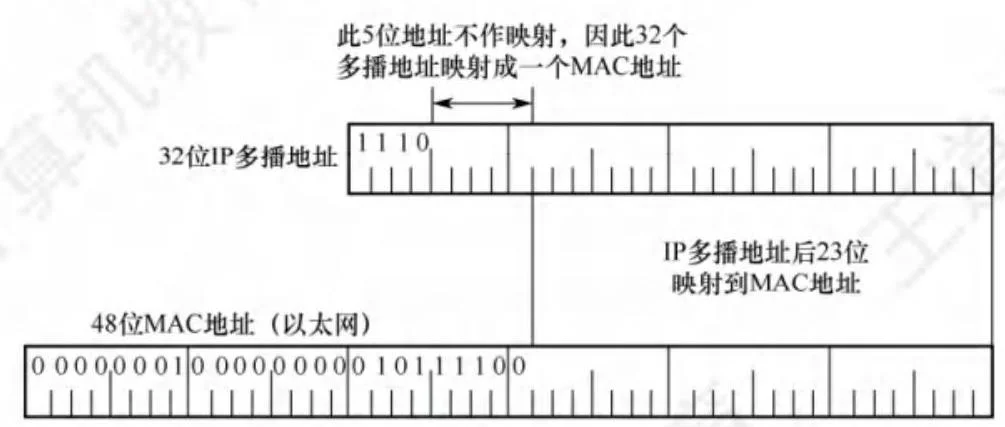 此5位地址不作映射，因此32个
多播地址映射成一个MAC地址
1 1 1 0
32位IP多播地址
IP多播地址后23位
映射到MAC地址
48位MAC地址（以太网）
0 0 0 0 0 0 0 1 0 0 0 0 0 0 0 0 0 1 0 1 1 1 1 0 0